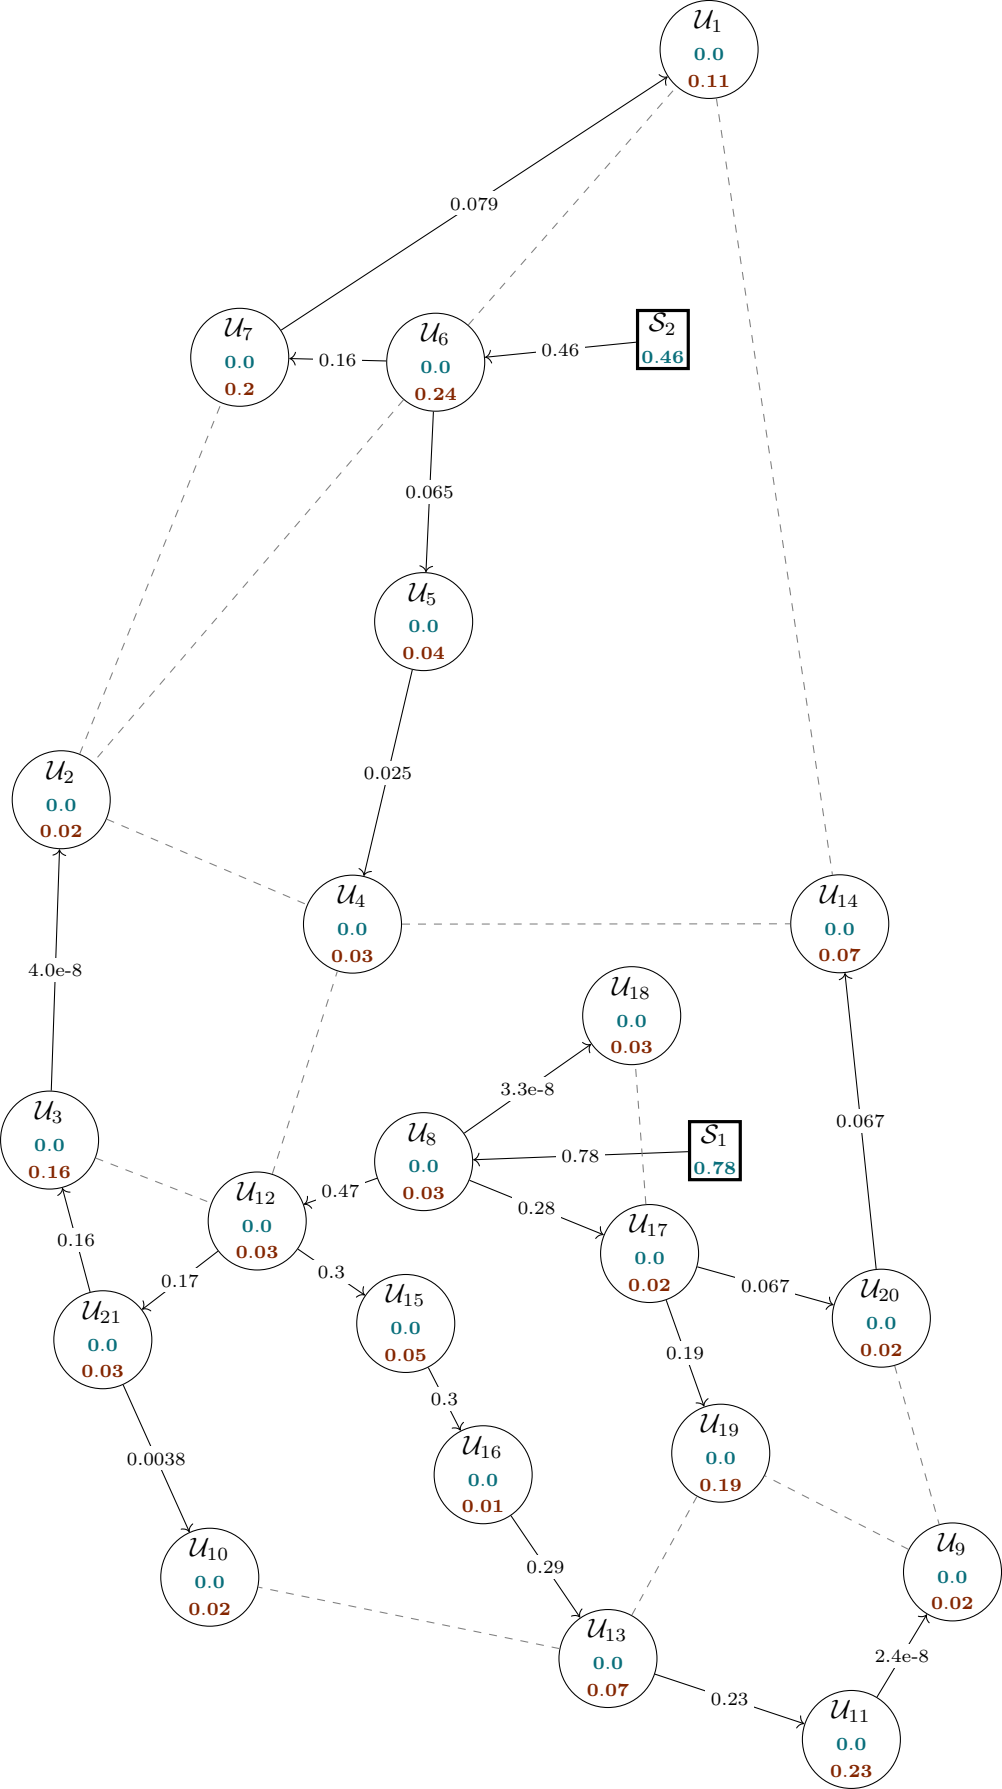 𝒰1
0.0
0.11
0.079
𝒰7
0.0
0.2
0.16
𝒰6
0.0
0.24
0.46
𝒮2
0.46
0.065
𝒰5
0.0
0.04
0.025
𝒰2
0.0
0.02
𝒰4
0.0
0.03
𝒰14
0.0
0.07
4.0e-8
𝒰18
0.0
0.03
3.3e-8
0.067
𝒰3
0.0
0.16
𝒰8
0.0
0.03
0.78
𝒮1
0.78
𝒰12
0.0
0.03
0.47
0.28
𝒰17
0.0
0.02
0.16
0.17
0.3
0.067
𝒰21
0.0
0.03
𝒰15
0.0
0.05
𝒰20
0.0
0.02
0.19
0.3
0.0038
𝒰16
0.0
0.01
𝒰19
0.0
0.19
𝒰10
0.0
0.02
0.29
𝒰9
0.0
0.02
𝒰13
0.0
0.07
2.4e-8
0.23
𝒰11
0.0
0.23